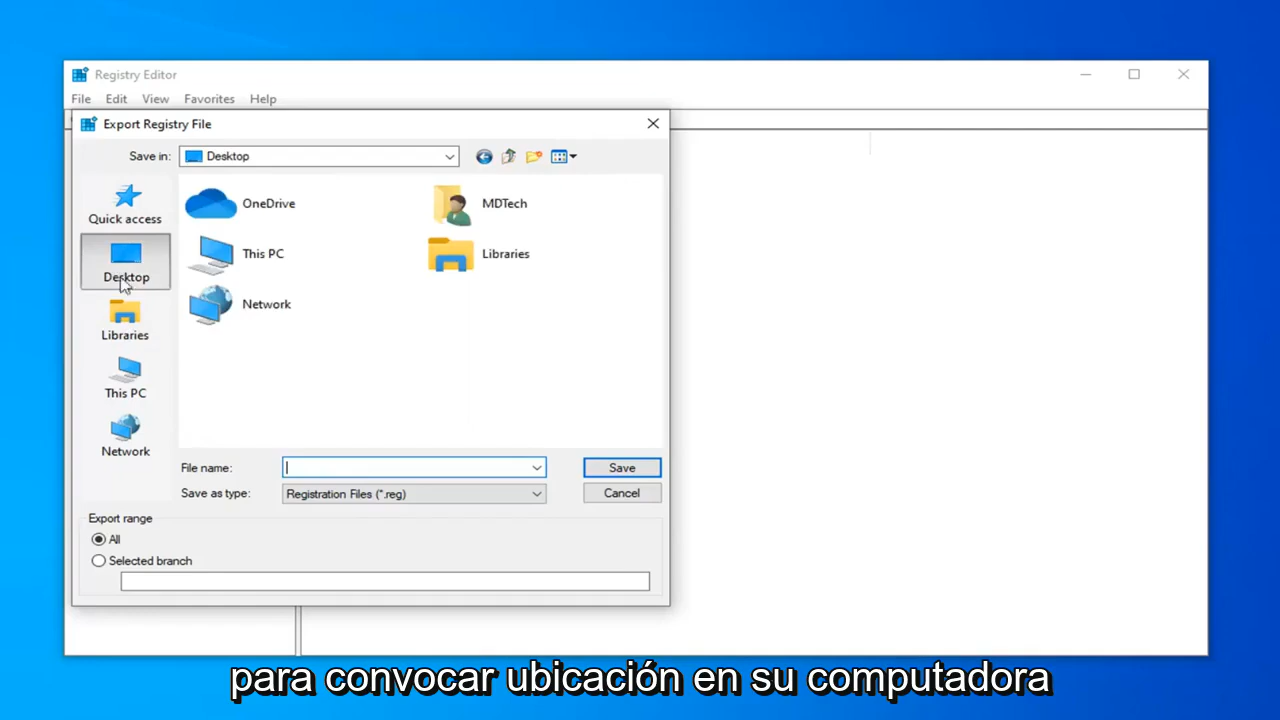 Registry Editor
File Edit View Favorites Help
Export Registry File
Save in: Desktop
Quick access
Desktop
Libraries
This PC
Network
OneDrive
MDTech
This PC
Libraries
Network
File name:
Save
Save as type: Registration Files (*.reg)
Cancel
Export range
All
Selected branch
para convocar ubicación en su computadora